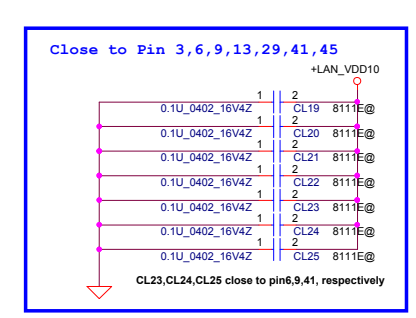 Close to Pin 3,6,9,13,29,41,45
+LAN_VDD10
1 2
0.1U_0402_16V4Z CL19 8111E@
1 2
0.1U_0402_16V4Z CL20 8111E@
1 2
0.1U_0402_16V4Z CL21 8111E@
1 2
0.1U_0402_16V4Z CL22 8111E@
1 2
0.1U_0402_16V4Z CL23 8111E@
1 2
0.1U_0402_16V4Z CL24 8111E@
1 2
0.1U_0402_16V4Z CL25 8111E@
CL23,CL24,CL25 close to pin6,9,41, respectively